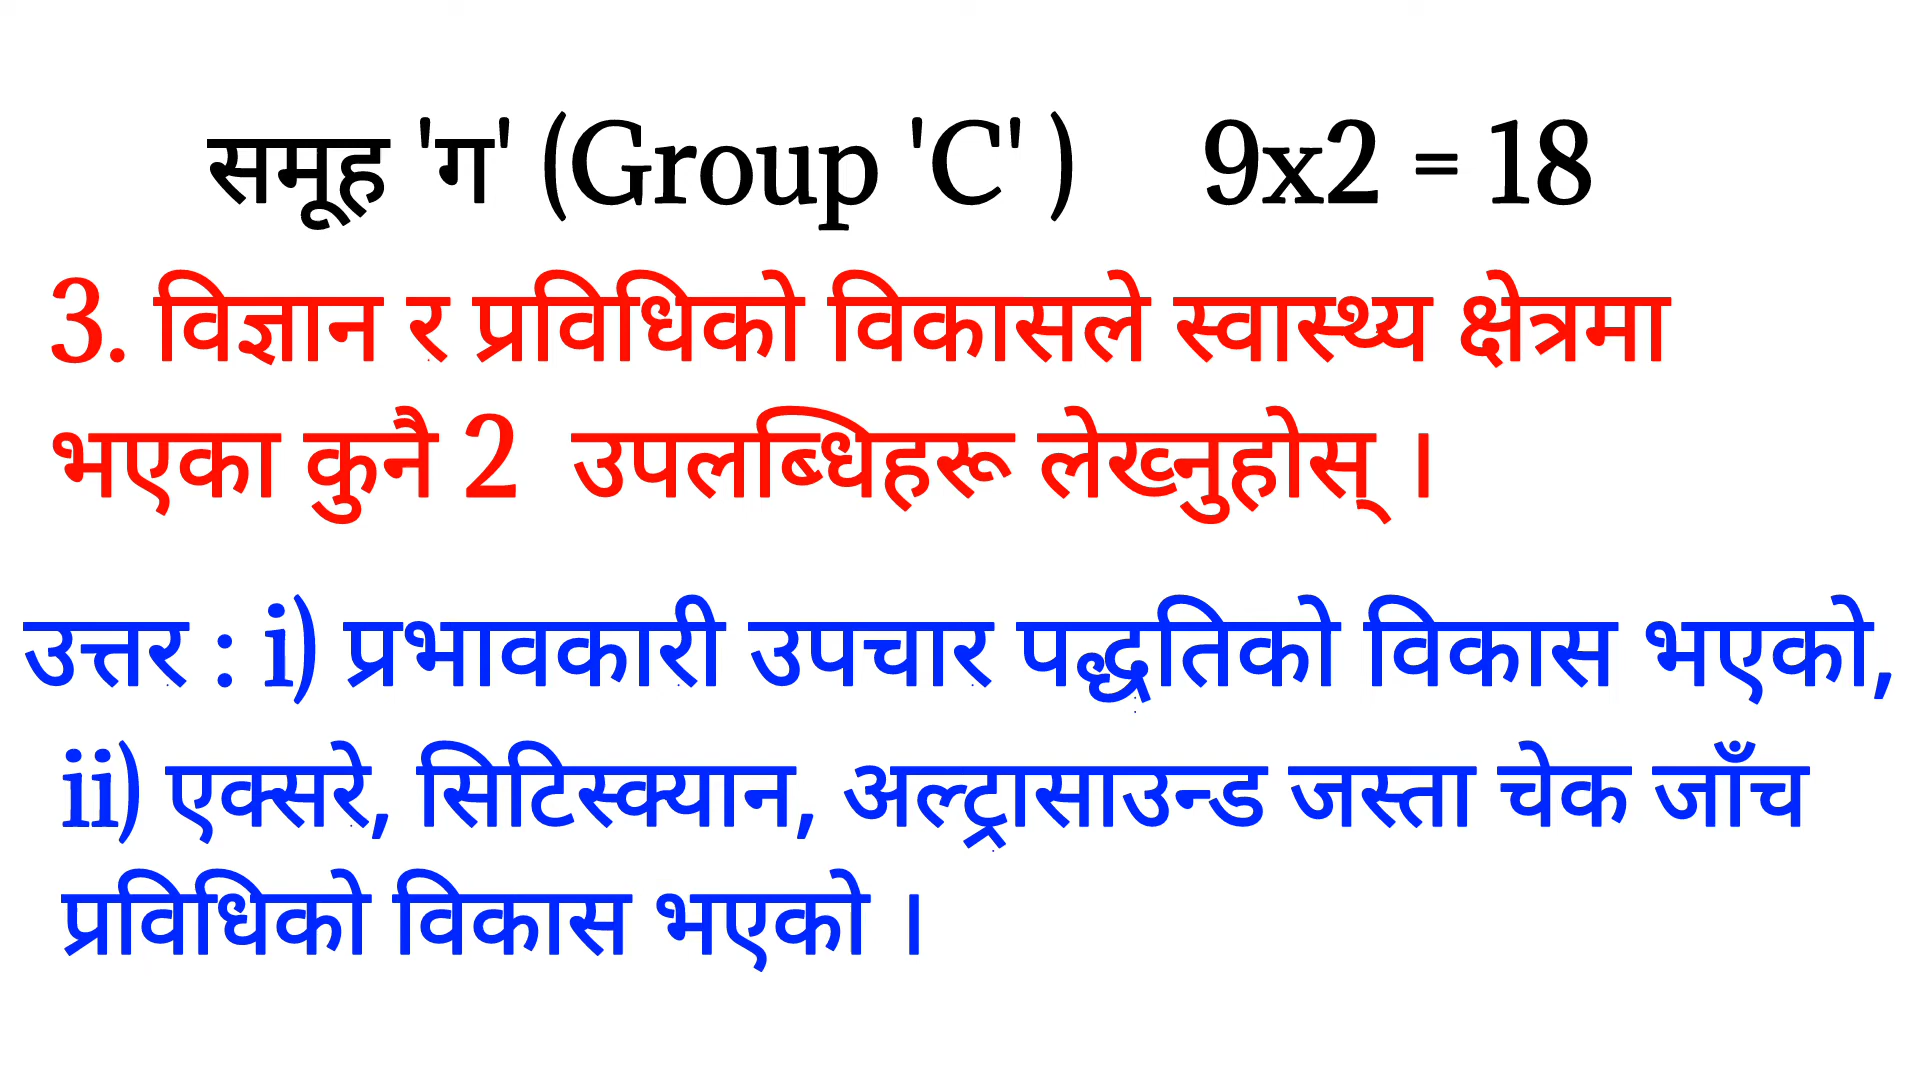 समूह 'ग' (Group 'C' ) 9x2 = 18
3. विज्ञान र प्रविधिको विकासले स्वास्थ्य क्षेत्रमा
भएका कुनै 2 उपलब्धिहरू लेख्नुहोस् ।
उत्तर : i) प्रभावकारी उपचार पद्धतिको विकास भएको,
ii) एक्सरे, सिटिस्क्यान, अल्ट्रासाउन्ड जस्ता चेक जाँच
प्रविधिको विकास भएको ।